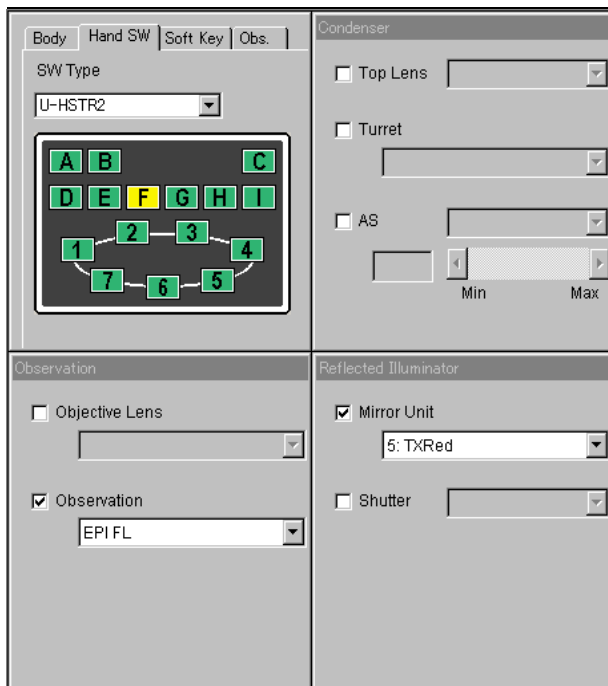 Body Hand SW Soft Key Obs.
SW Type
U-HSTR2
A B C
D E F G H I
1 2 3 4
7 6 5
Condenser
Top Lens
Turret
AS
Min Max
Observation
Objective Lens
Observation
EPI FL
Reflected Illuminator
Mirror Unit
5: TXRed
Shutter